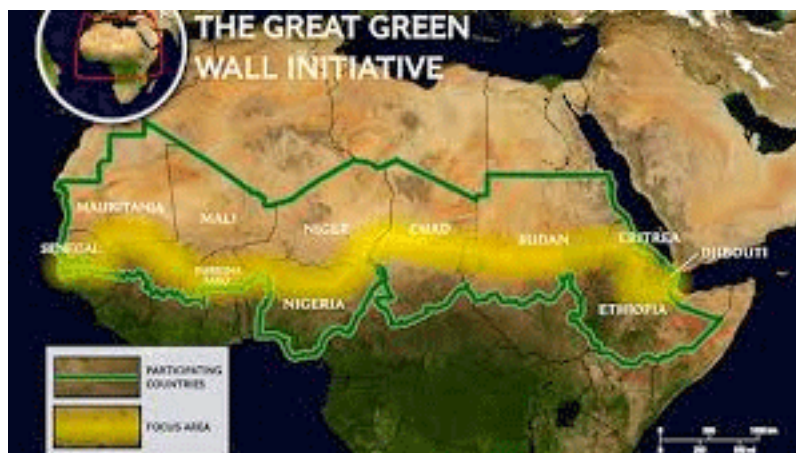 THE GREAT GREEN
WALL INITIATIVE
MAURITANIA
MALI
NIGER
CHAD
SUDAN
ERITREA
SENEGAL
DJIBOUTI
BURKINA
FASO
NIGERIA
ETHIOPIA
PARTICIPATING
COUNTRIES
FOCUS AREA